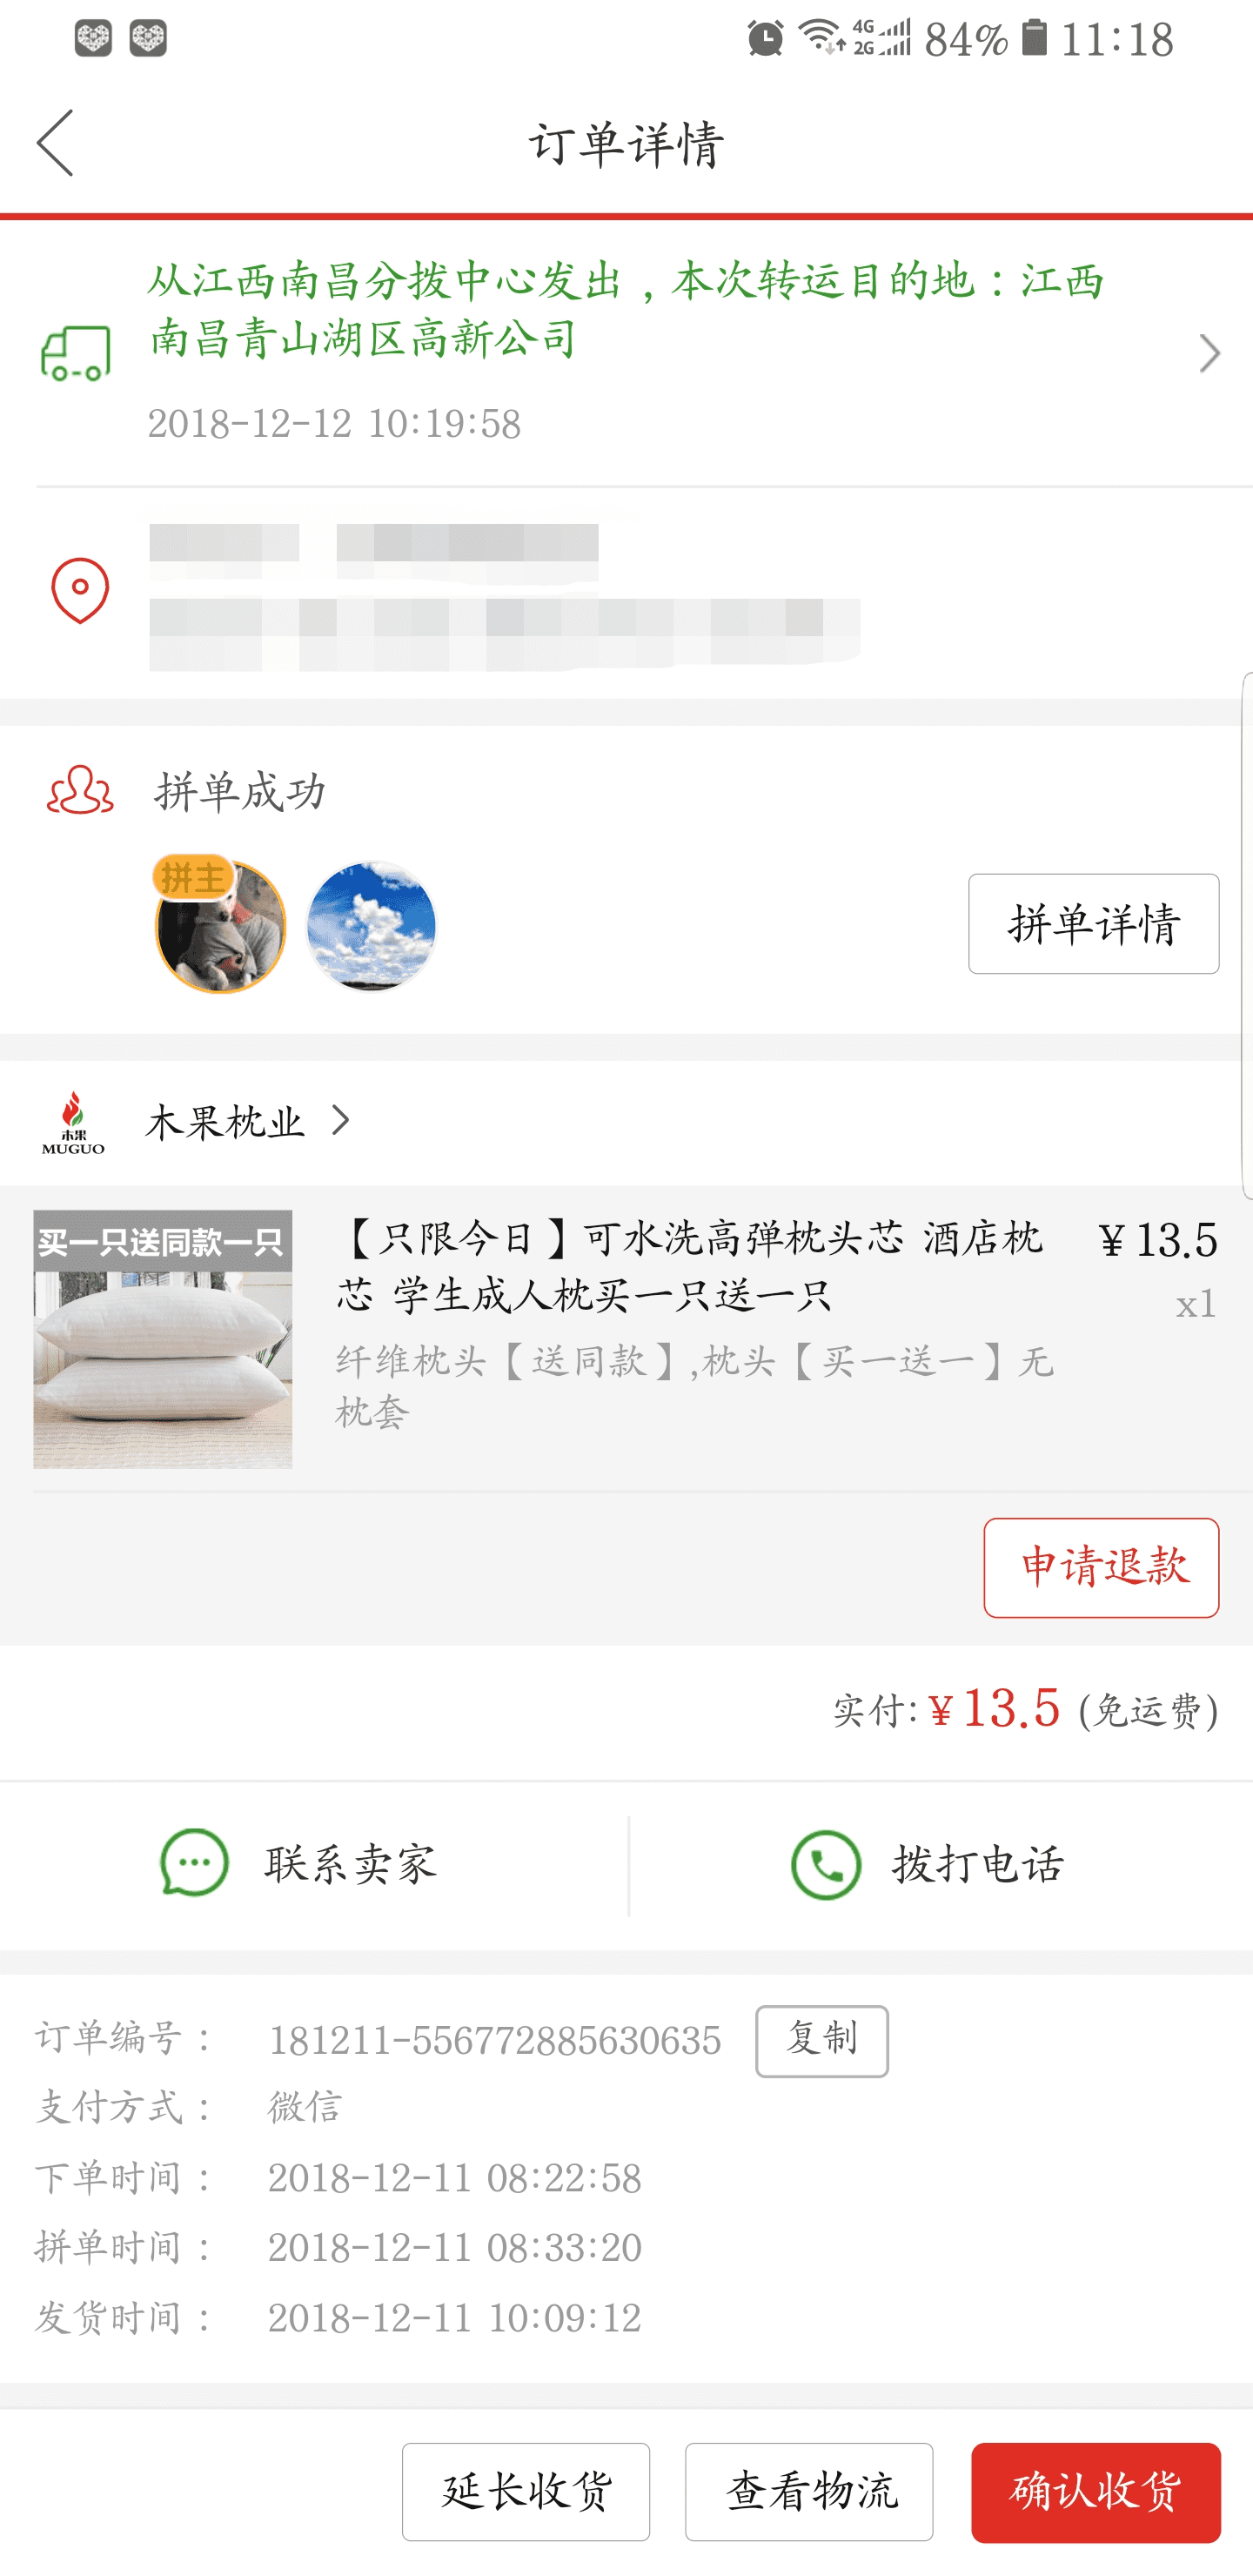 4G
2G
84%
11:18
订单详情
从江西南昌分拨中心发出，本次转运目的地：江西
南昌青山湖区高新公司
2018-12-12 10:19:58
拼单成功
拼主
拼单详情
木果
MUGUO
木果枕业
买一只送同款一只
【只限今日】可水洗高弹枕头芯 酒店枕
芯 学生成人枕买一只送一只
¥13.5
x1
纤维枕头【送同款】,枕头【买一送一】无
枕套
申请退款
实付:¥13.5 (免运费)
联系卖家
拨打电话
订单编号： 181211-556772885630635 复制
支付方式： 微信
下单时间： 2018-12-11 08:22:58
拼单时间： 2018-12-11 08:33:20
发货时间： 2018-12-11 10:09:12
延长收货
查看物流
确认收货